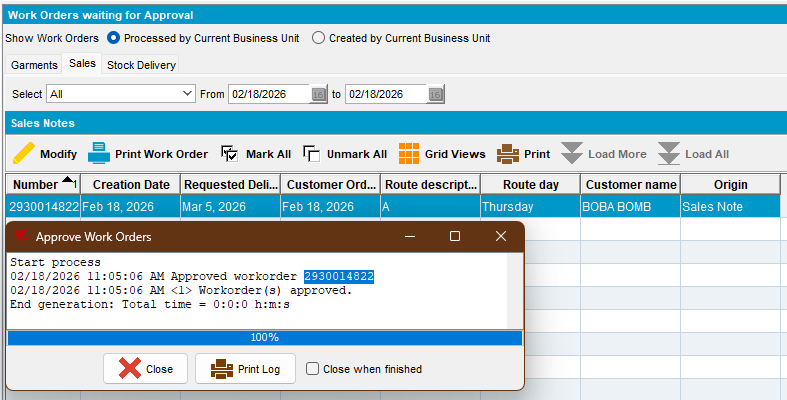 Work Orders waiting for Approval
Show Work Orders Processed by Current Business Unit Created by Current Business Unit
Garments Sales Stock Delivery
Select All From 02/18/2026 16 to 02/18/2026 16
Sales Notes
Modify Print Work Order Mark All Unmark All Grid Views Print Load More Load All
Number 1 Creation Date Requested Deli... Customer Ord... Route descript... Route day Customer name Origin
2930014822 Feb 18, 2026 Mar 5, 2026 Feb 18, 2026 A Thursday BOBA BOMB Sales Note
Approve Work Orders
Start process
02/18/2026 11:05:06 AM Approved workorder 2930014822
02/18/2026 11:05:06 AM <1> Workorder(s) approved.
End generation: Total time = 0:0:0 h:m:s
100%
Close Print Log Close when finished